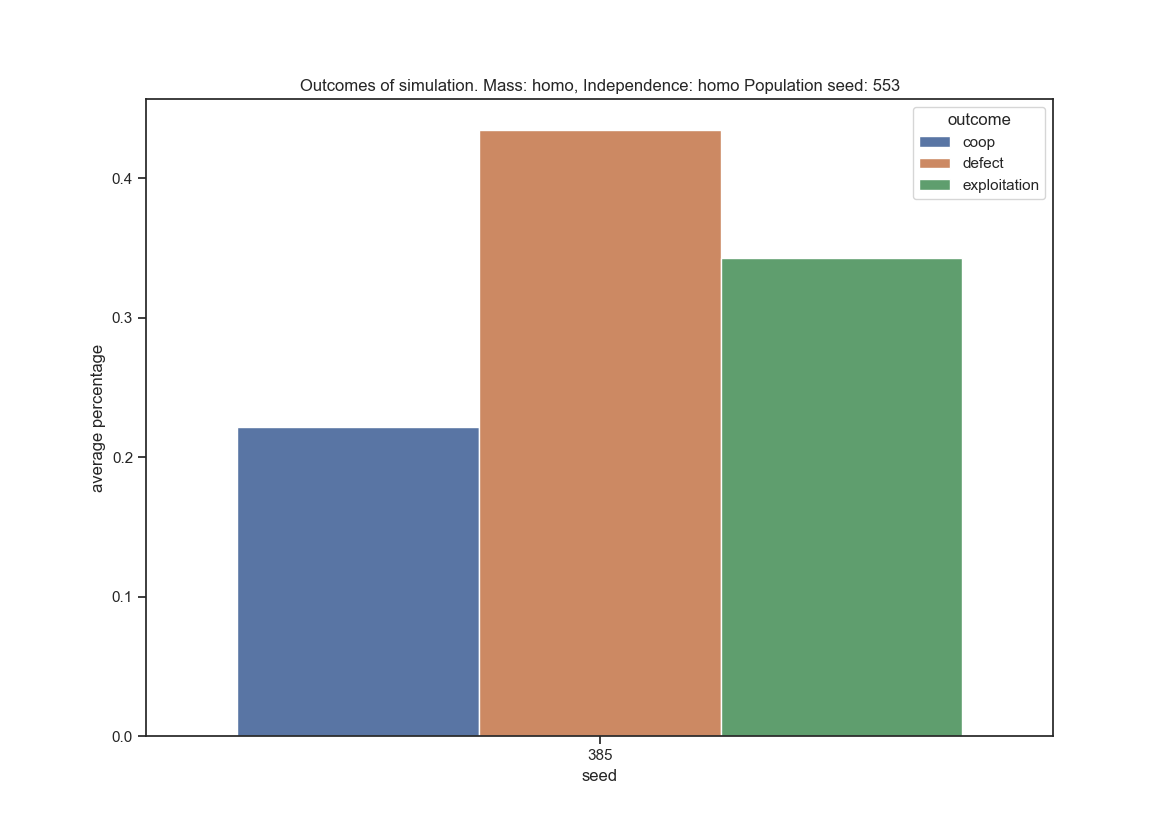 Outcomes of simulation. Mass: homo, Independence: homo Population seed: 553
outcome
coop
defect
exploitation
0.4
0.3
0.2
0.1
0.0
average percentage
385
seed